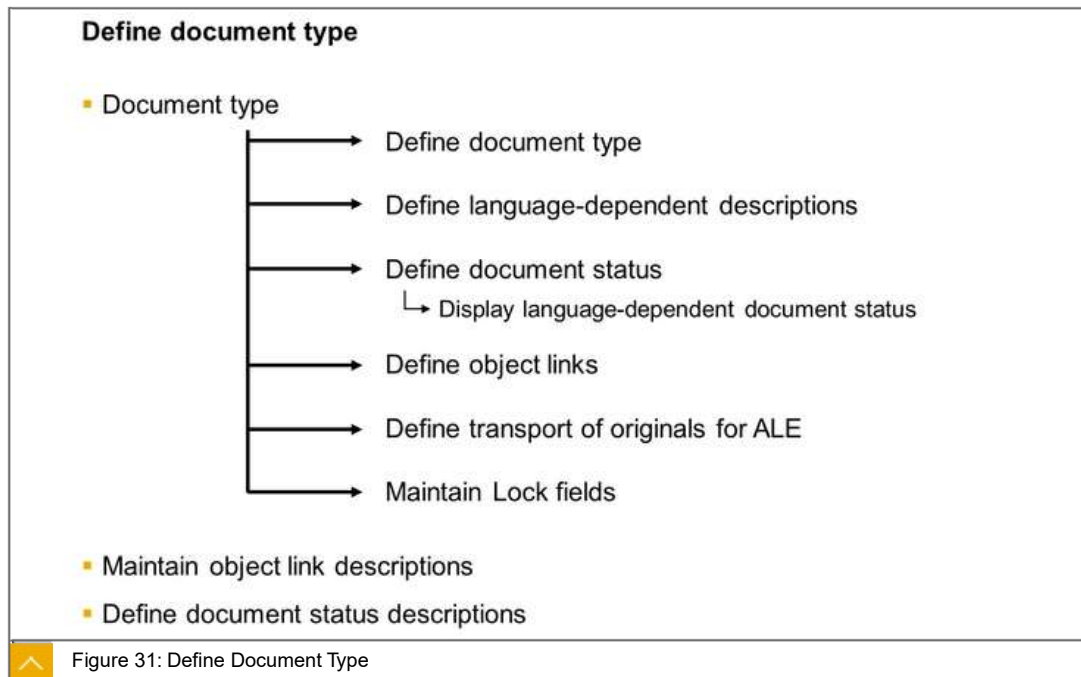 Define document type
Document type
Define document type
Define language-dependent descriptions
Define document status
Display language-dependent document status
Define object links
Define transport of originals for ALE
Maintain Lock fields
Maintain object link descriptions
Define document status descriptions
Figure 31: Define Document Type